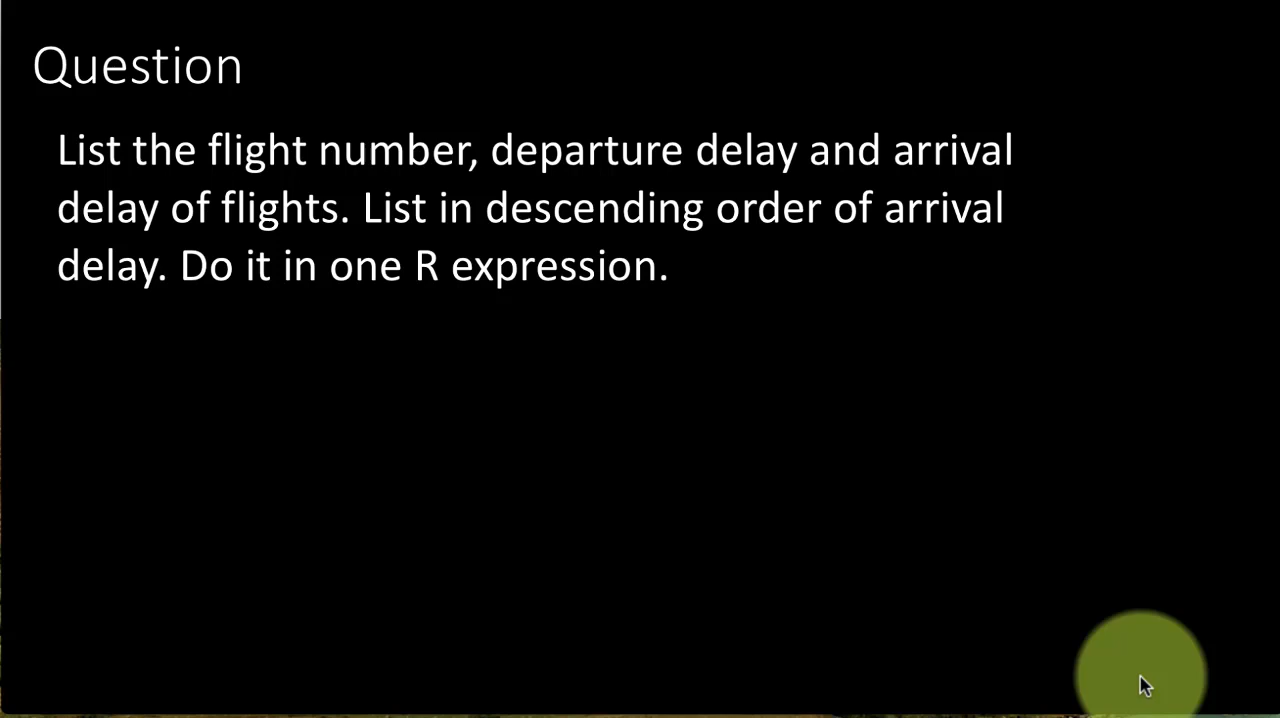 Question
List the flight number, departure delay and arrival
delay of flights. List in descending order of arrival
delay. Do it in one R expression.